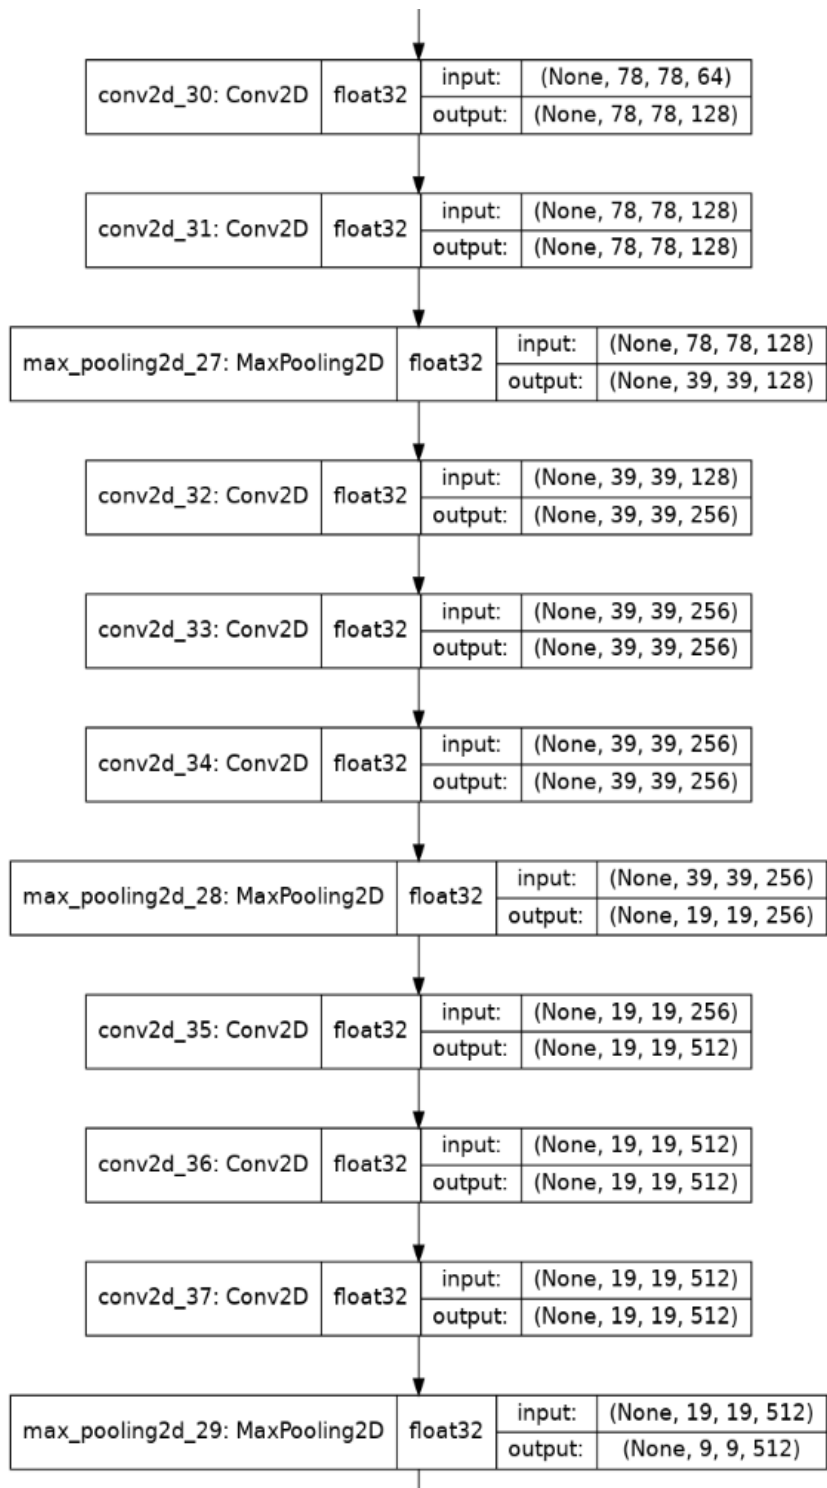 conv2d_30: Conv2D float32 input: (None, 78, 78, 64)
output: (None, 78, 78, 128)
conv2d_31: Conv2D float32 input: (None, 78, 78, 128)
output: (None, 78, 78, 128)
max_pooling2d_27: MaxPooling2D float32 input: (None, 78, 78, 128)
output: (None, 39, 39, 128)
conv2d_32: Conv2D float32 input: (None, 39, 39, 128)
output: (None, 39, 39, 256)
conv2d_33: Conv2D float32 input: (None, 39, 39, 256)
output: (None, 39, 39, 256)
conv2d_34: Conv2D float32 input: (None, 39, 39, 256)
output: (None, 39, 39, 256)
max_pooling2d_28: MaxPooling2D float32 input: (None, 39, 39, 256)
output: (None, 19, 19, 256)
conv2d_35: Conv2D float32 input: (None, 19, 19, 256)
output: (None, 19, 19, 512)
conv2d_36: Conv2D float32 input: (None, 19, 19, 512)
output: (None, 19, 19, 512)
conv2d_37: Conv2D float32 input: (None, 19, 19, 512)
output: (None, 19, 19, 512)
max_pooling2d_29: MaxPooling2D float32 input: (None, 19, 19, 512)
output: (None, 9, 9, 512)